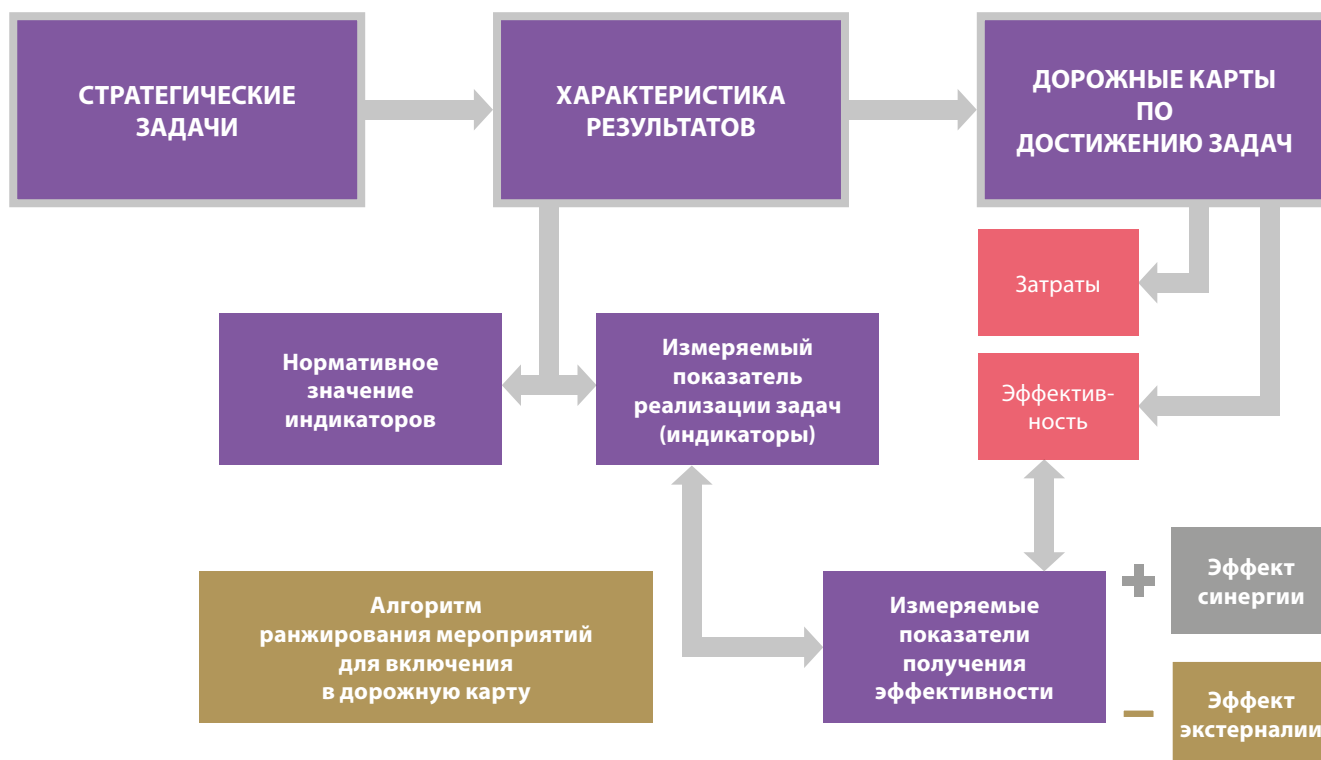 СТРАТЕГИЧЕСКИЕ
ЗАДАЧИ
ХАРАКТЕРИСТИКА
РЕЗУЛЬТАТОВ
ДОРОЖНЫЕ КАРТЫ
ПО
ДОСТИЖЕНИЮ ЗАДАЧ
Затраты
Нормативное
значение
индикаторов
Измеряемый
показатель
реализации задач
(индикаторы)
Эффектив-
ность
Алгоритм
ранжирования мероприятий
для включения
в дорожную карту
Измеряемые
показатели
получения
эффективности
+
Эффект
синергии
–
Эффект
экстерналии